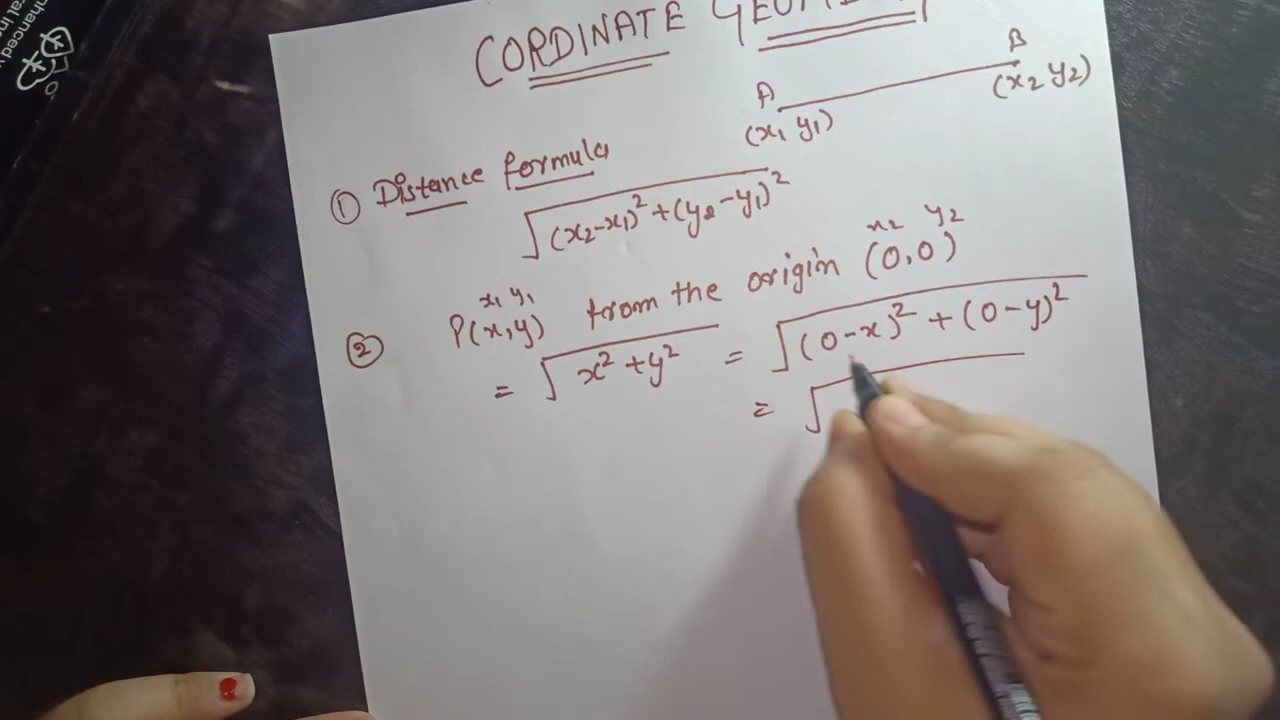 CORDINATE
A
B
(x₁ y₁)
(x₂ y₂)
① Distance formula
√(x₂-x₁)² + (y₂-y₁)²
x₁ y₁
x₂ y₂
② P(x,y) from the origin (0,0)
= √x² + y² = √(0-x)² + (0-y)²
= √